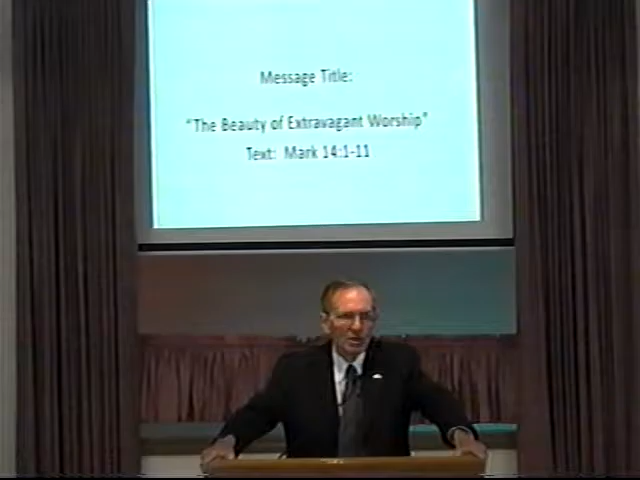 Message Title:
"The Beauty of Extravagant Worship"
Text: Mark 14:1-11